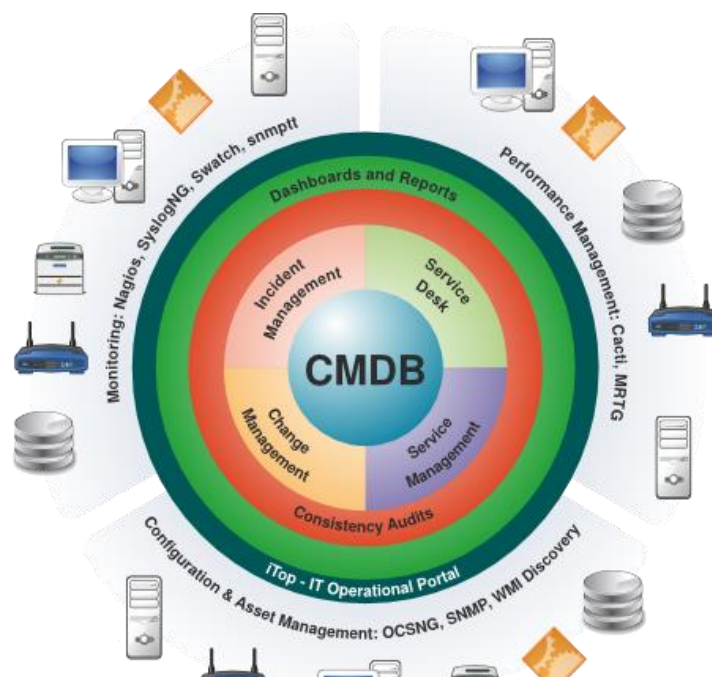 Monitoring: Nagios, SyslogNG, Swatch, snmptt
Performance Management: Cacti, MRTG
Dashboards and Reports
Incident
Management
Service
Desk
CMDB
Change
Management
Service
Management
Consistency Audits
iTop - IT Operational Portal
Configuration & Asset Management: OCSNG, SNMP, WMI Discovery